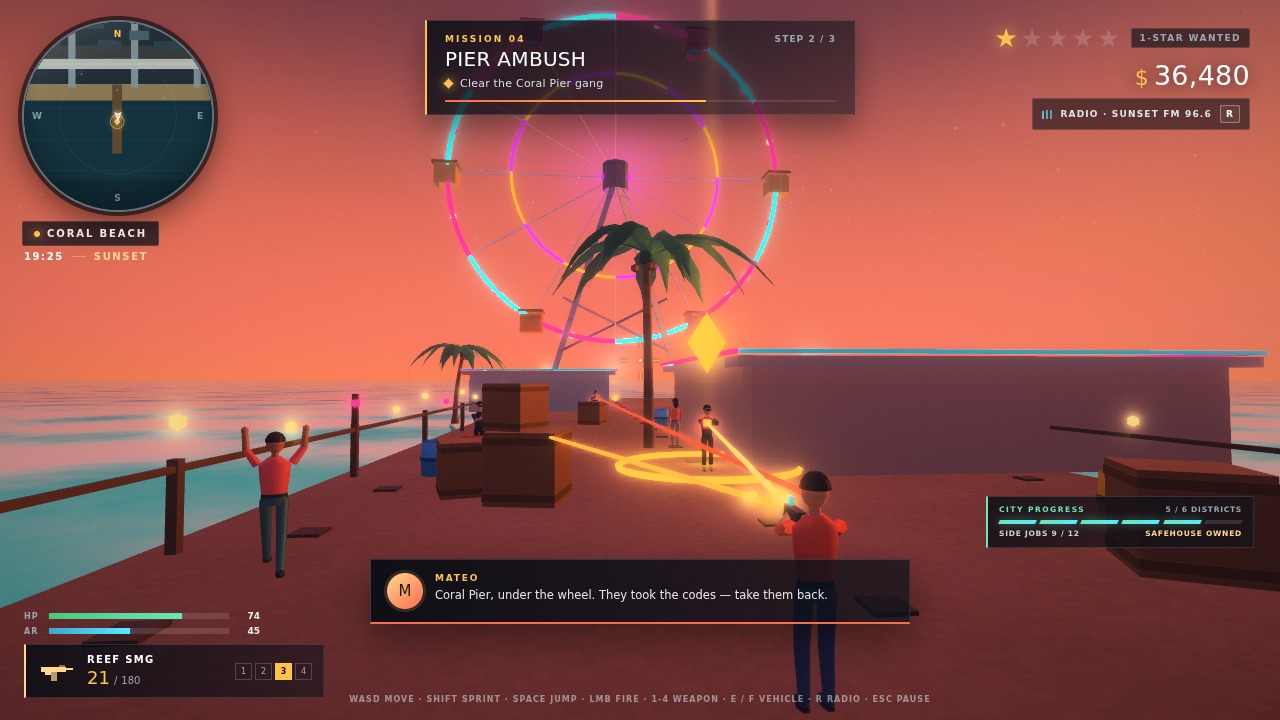 N
W
E
S
CORAL BEACH
19:25 — SUNSET
MISSION 04
STEP 2 / 3
PIER AMBUSH
Clear the Coral Pier gang
1-STAR WANTED
$ 36,480
RADIO · SUNSET FM 96.6 R
CITY PROGRESS 5 / 6 DISTRICTS
SIDE JOBS 9 / 12 SAFEHOUSE OWNED
M
MATEO
Coral Pier, under the wheel. They took the codes — take them back.
HP 74
AR 45
REEF SMG
21 / 180
1 2 3 4
WASD MOVE · SHIFT SPRINT · SPACE JUMP · LMB FIRE · 1-4 WEAPON · E / F VEHICLE · R RADIO · ESC PAUSE